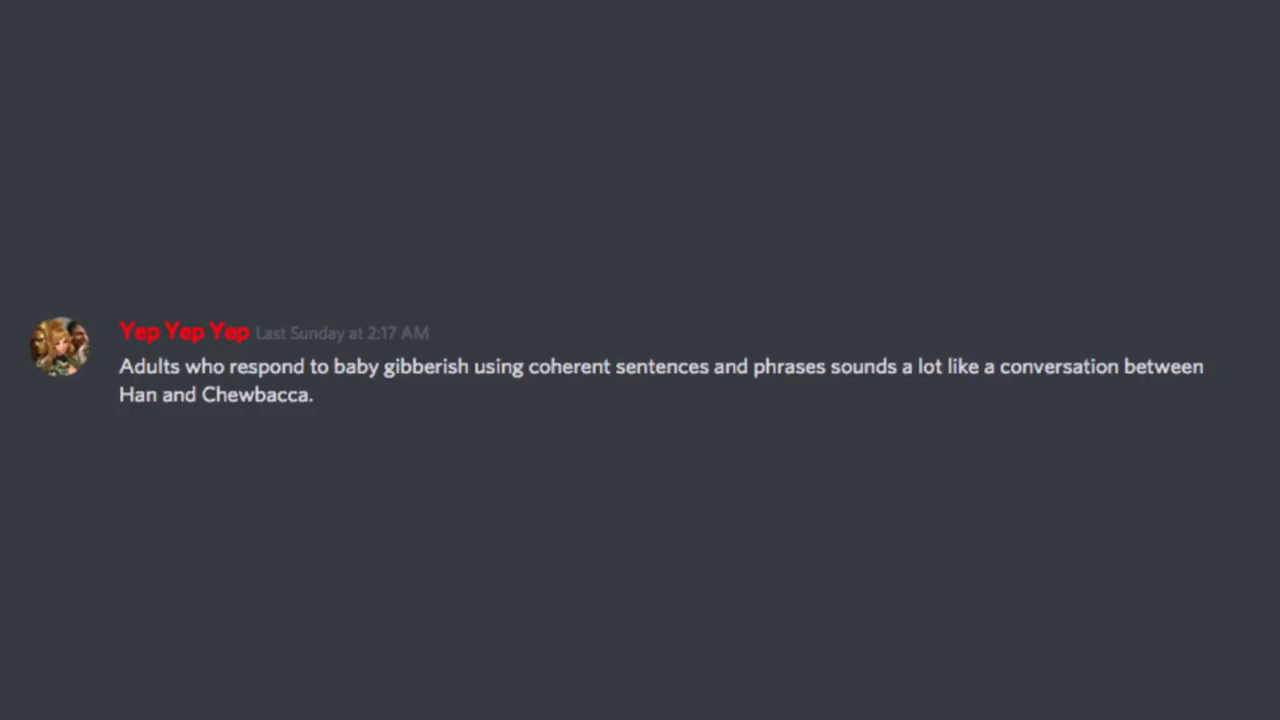 Yep Yep Yep Last Sunday at 2:17 AM
Adults who respond to baby gibberish using coherent sentences and phrases sounds a lot like a conversation between
Han and Chewbacca.